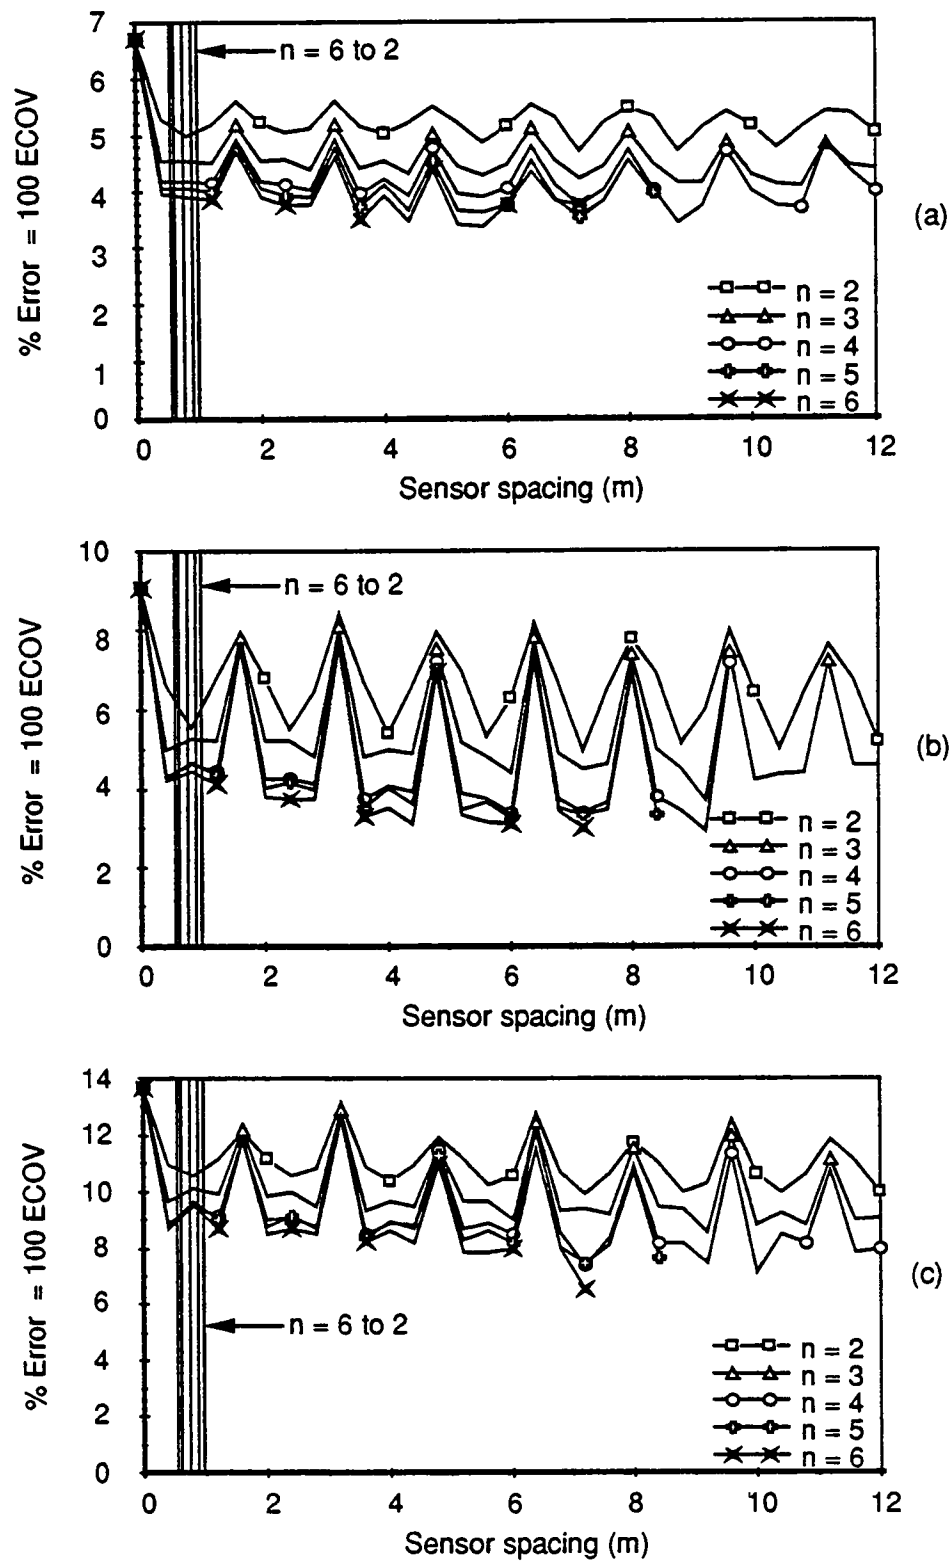 7
6
5
4
3
2
1
0
% Error = 100 ECOV
n = 6 to 2
(a)
n = 2
n = 3
n = 4
n = 5
n = 6
0 2 4 6 8 10 12
Sensor spacing (m)
10
8
6
4
2
0
% Error = 100 ECOV
n = 6 to 2
(b)
n = 2
n = 3
n = 4
n = 5
n = 6
0 2 4 6 8 10 12
Sensor spacing (m)
14
12
10
8
6
4
2
0
% Error = 100 ECOV
n = 6 to 2
(c)
n = 2
n = 3
n = 4
n = 5
n = 6
0 2 4 6 8 10 12
Sensor spacing (m)